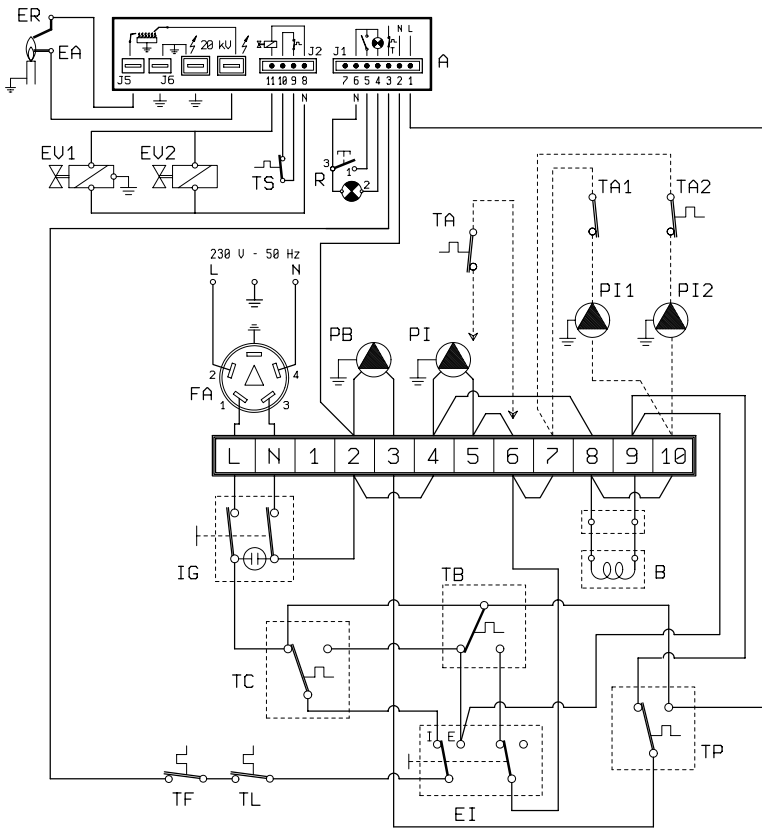 ER
EA
20 kV
J5
J6
J2
J1
N L
T
A
11 10 9 8
7 6 5 4 3 2 1
N
N
EV1
EV2
TS
R
3
1
2
TA
TA1
TA2
230 V - 50 Hz
L
N
PB
PI
PI1
PI2
2
4
FA
1
3
L N 1 2 3 4 5 6 7 8 9 10
IG
B
TB
TC
I
E
TP
TF
TL
EI